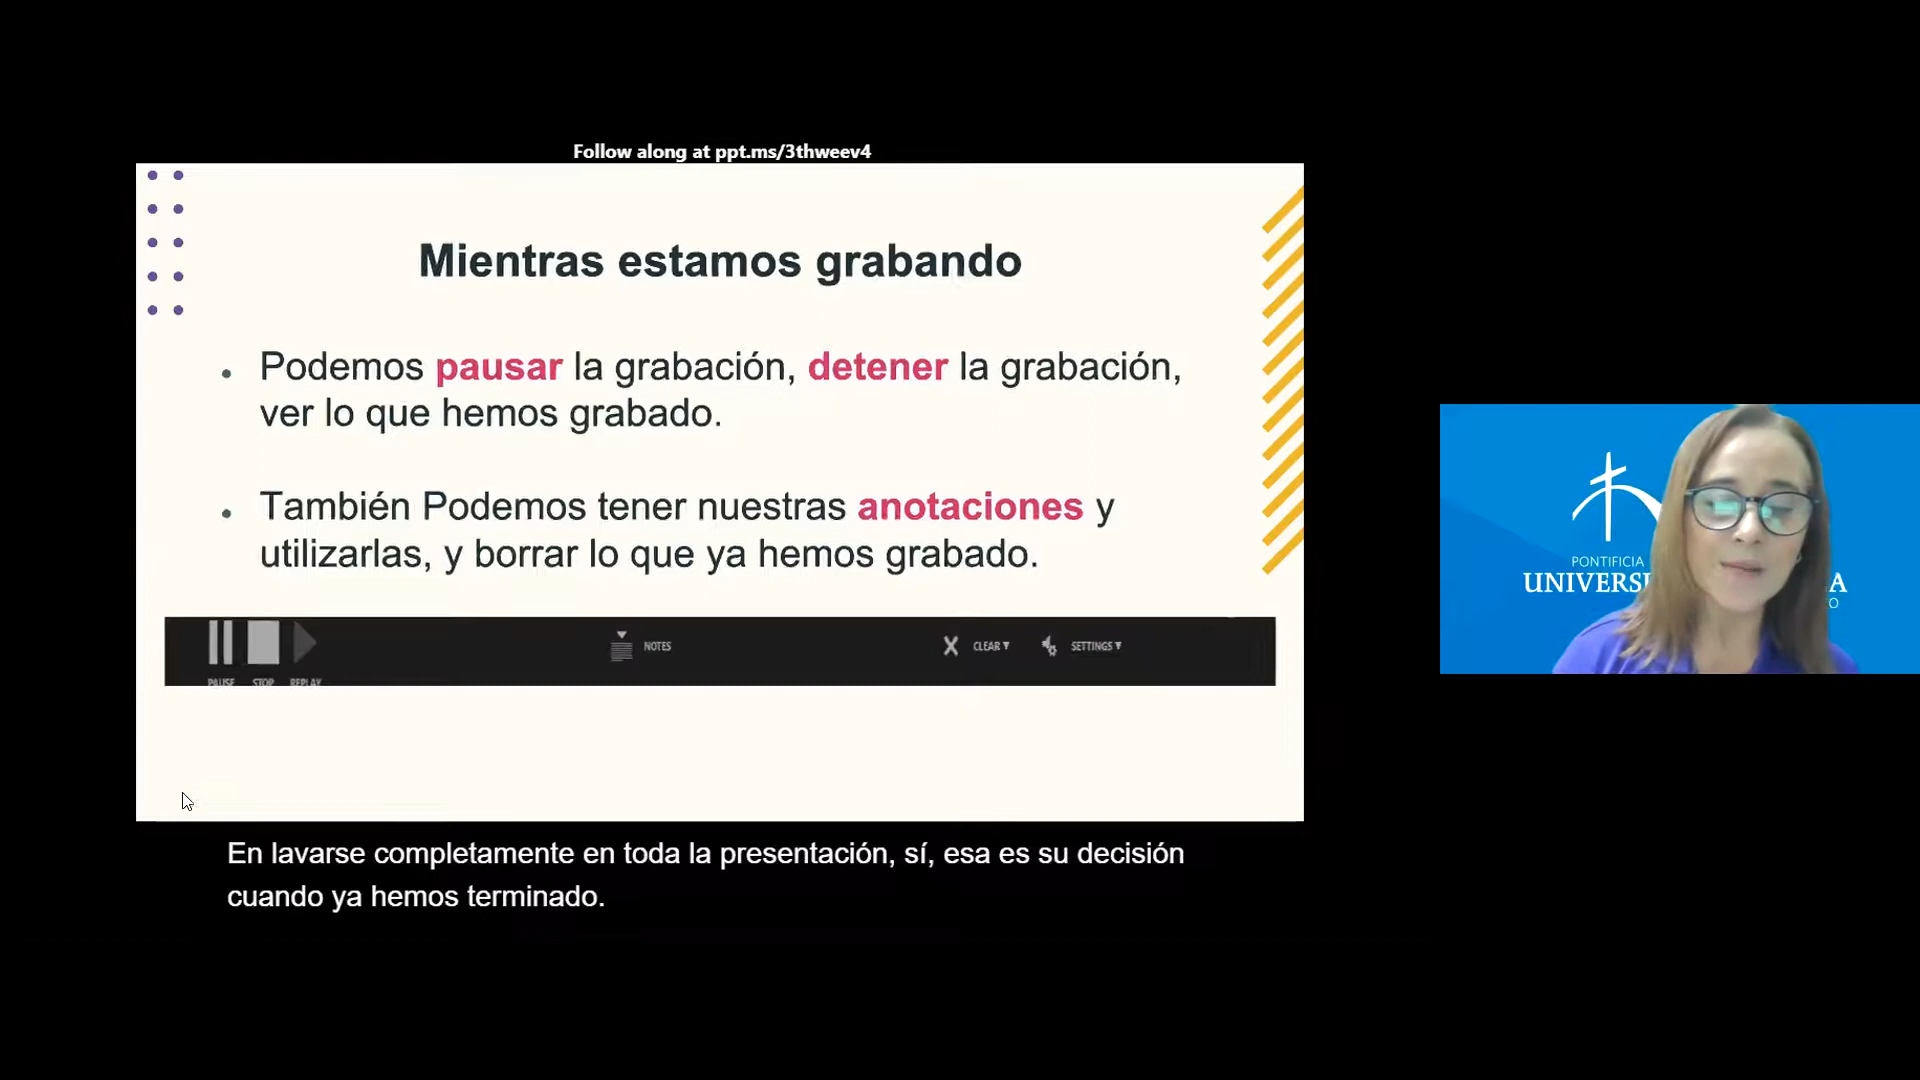 Follow along at ppt.ms/3thweev4
Mientras estamos grabando
• Podemos pausar la grabación, detener la grabación,
ver lo que hemos grabado.
• También Podemos tener nuestras anotaciones y
utilizarlas, y borrar lo que ya hemos grabado.
PAUSE STOP REPLAY
NOTES
CLEAR
SETTINGS
PONTIFICIA
En lavarse completamente en toda la presentación, sí, esa es su decisión
cuando ya hemos terminado.